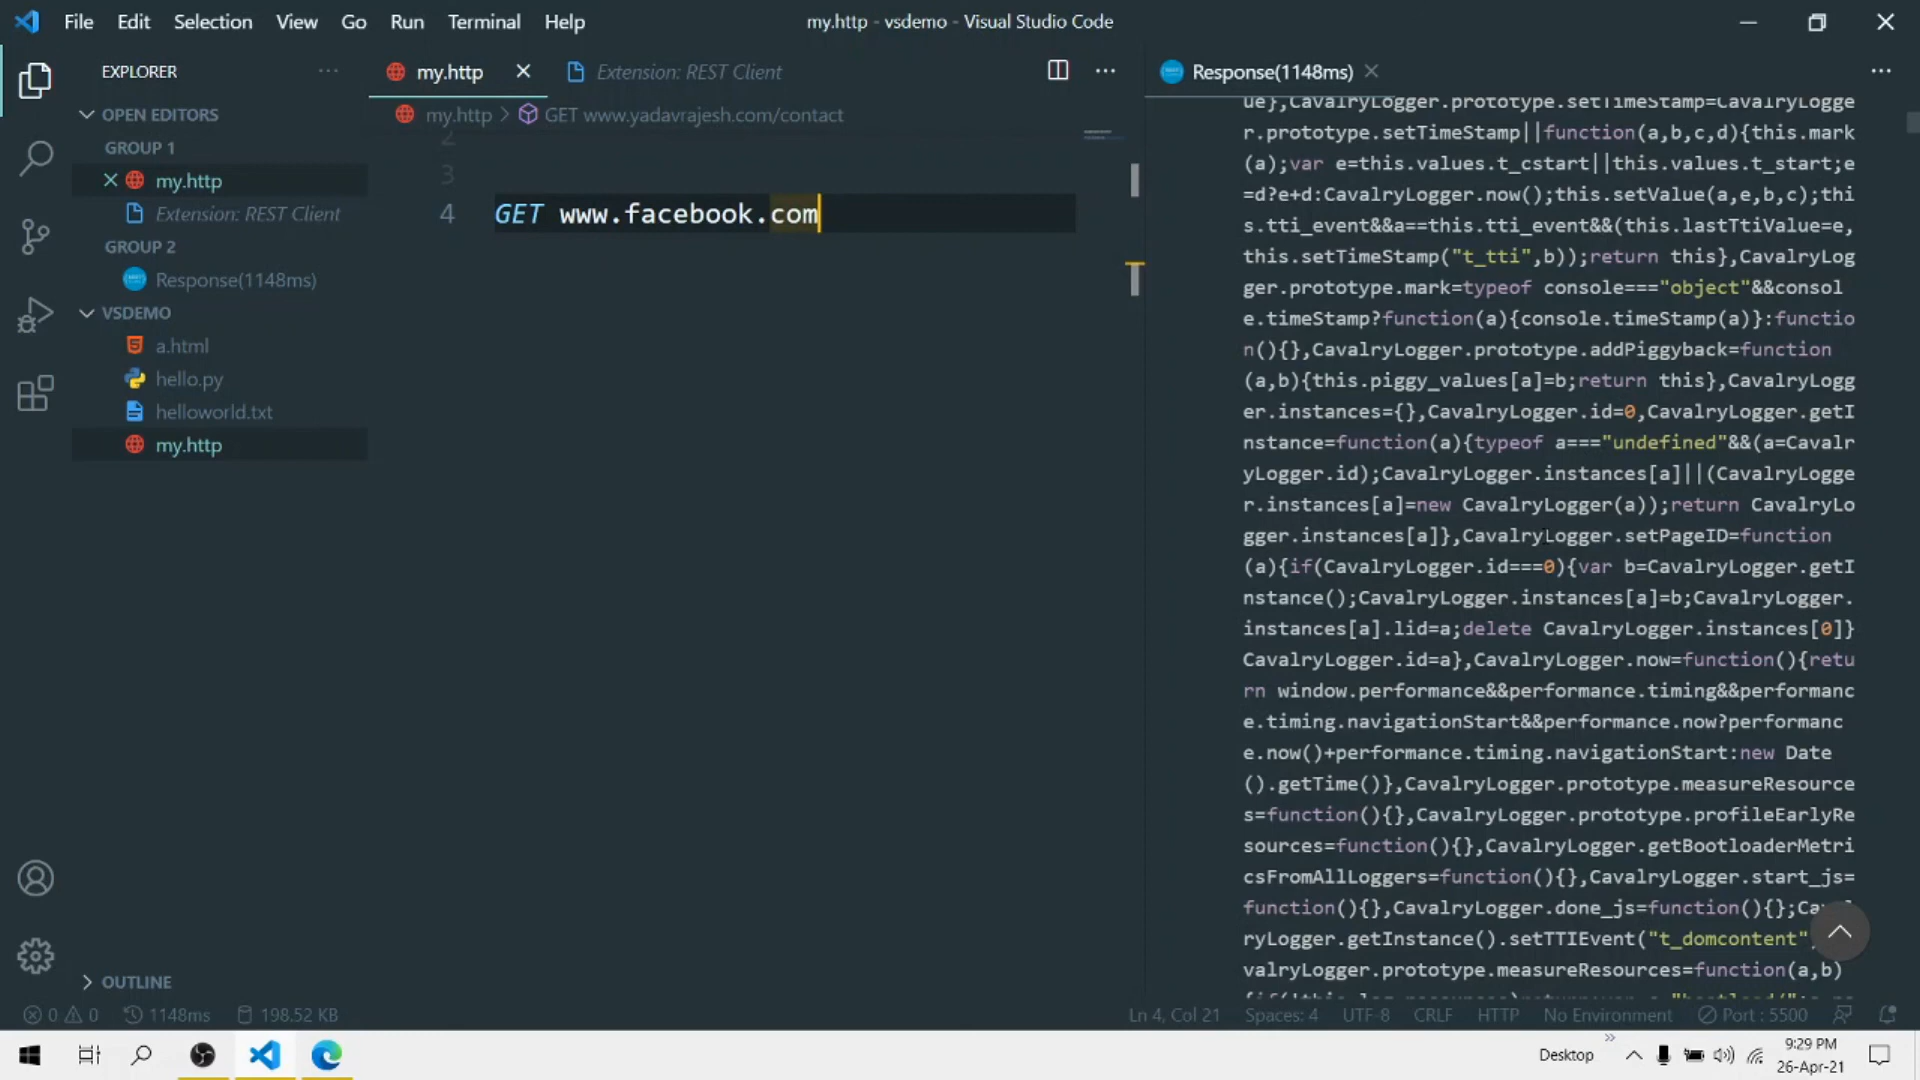 File Edit Selection View Go Run Terminal Help
my.http - vsdemo - Visual Studio Code
EXPLORER
OPEN EDITORS
GROUP 1
my.http
Extension: REST Client
GROUP 2
Response(1148ms)
VSDEMO
a.html
hello.py
helloworld.txt
my.http
OUTLINE
my.http
Extension: REST Client
my.http > GET www.yadavrajesh.com/contact
2
3
4 GET www.facebook.com
Response(1148ms)
ue},CavalryLogger.prototype.setTimeStamp=CavalryLogge
r.prototype.setTimeStamp||function(a,b,c,d){this.mark
(a);var e=this.values.t_cstart||this.values.t_start;e
=d?e+d:CavalryLogger.now();this.setValue(a,e,b,c);thi
s.tti_event&&a==this.tti_event&&(this.lastTtiValue=e,
this.setTimeStamp("t_tti",b));return this},CavalryLog
ger.prototype.mark=typeof console==="object"&&consol
e.timeStamp?function(a){console.timeStamp(a)}:functio
n(){},CavalryLogger.prototype.addPiggyback=function
(a,b){this.piggy_values[a]=b;return this},CavalryLogg
er.instances={},CavalryLogger.id=0,CavalryLogger.getI
nstance=function(a){typeof a==="undefined"&&(a=Cavalr
yLogger.id);CavalryLogger.instances[a]||(CavalryLogge
r.instances[a]=new CavalryLogger(a));return CavalryLo
gger.instances[a]},CavalryLogger.setPageID=function
(a){if(CavalryLogger.id===0){var b=CavalryLogger.getI
nstance();CavalryLogger.instances[a]=b;CavalryLogger.
instances[a].lid=a;delete CavalryLogger.instances[0]}
CavalryLogger.id=a},CavalryLogger.now=function(){retu
rn window.performance&&performance.timing&&performanc
e.timing.navigationStart&&performance.now?performanc
e.now()+performance.timing.navigationStart:new Date
().getTime()},CavalryLogger.prototype.measureResource
s=function(){},CavalryLogger.prototype.profileEarlyRe
sources=function(){},CavalryLogger.getBootloaderMetri
csFromAllLoggers=function(){},CavalryLogger.start_js=
function(){},CavalryLogger.done_js=function(){};Caval
ryLogger.getInstance().setTTIEvent("t_domcontent")
valryLogger.prototype.measureResources=function(a,b)
0 0 1148ms 198.52 KB
Ln 4, Col 21 Spaces: 4 UTF-8 CRLF HTTP No Environment Port : 5500
Desktop
9:29 PM
26-Apr-21